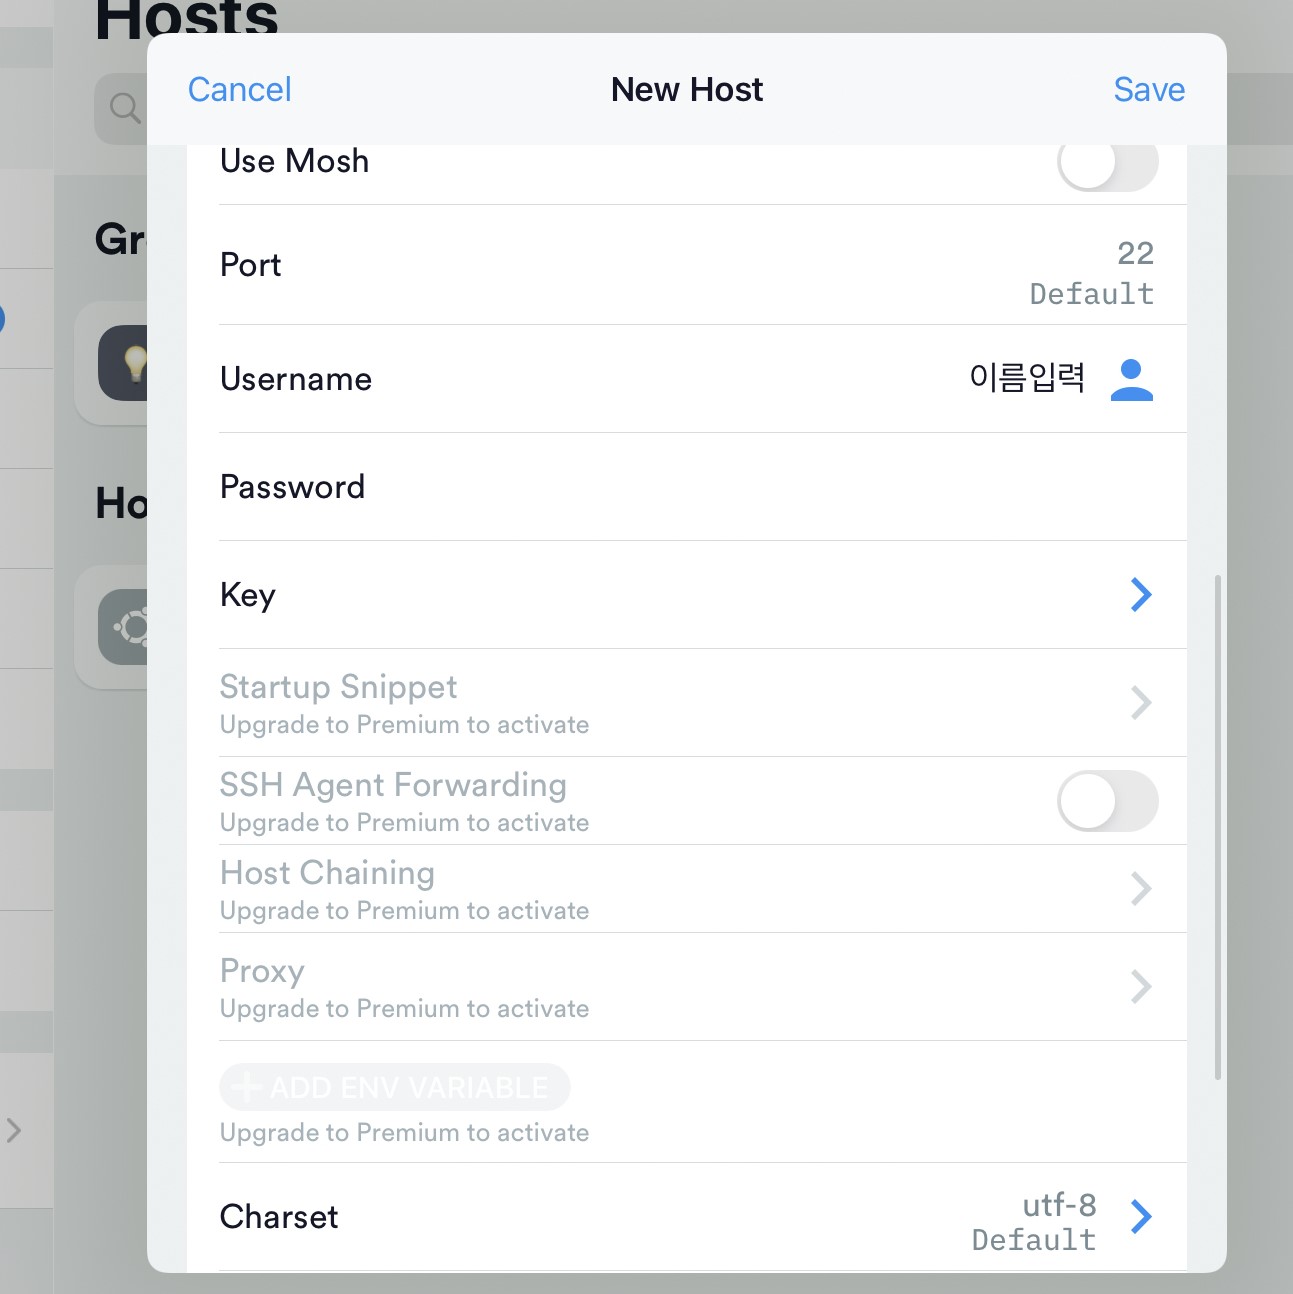 Hosts
Cancel
New Host
Save
Use Mosh
Port
22
Default
Username
이름입력
Password
Key
Startup Snippet
Upgrade to Premium to activate
SSH Agent Forwarding
Upgrade to Premium to activate
Host Chaining
Upgrade to Premium to activate
Proxy
Upgrade to Premium to activate
ADD ENV VARIABLE
Upgrade to Premium to activate
Charset
utf-8
Default